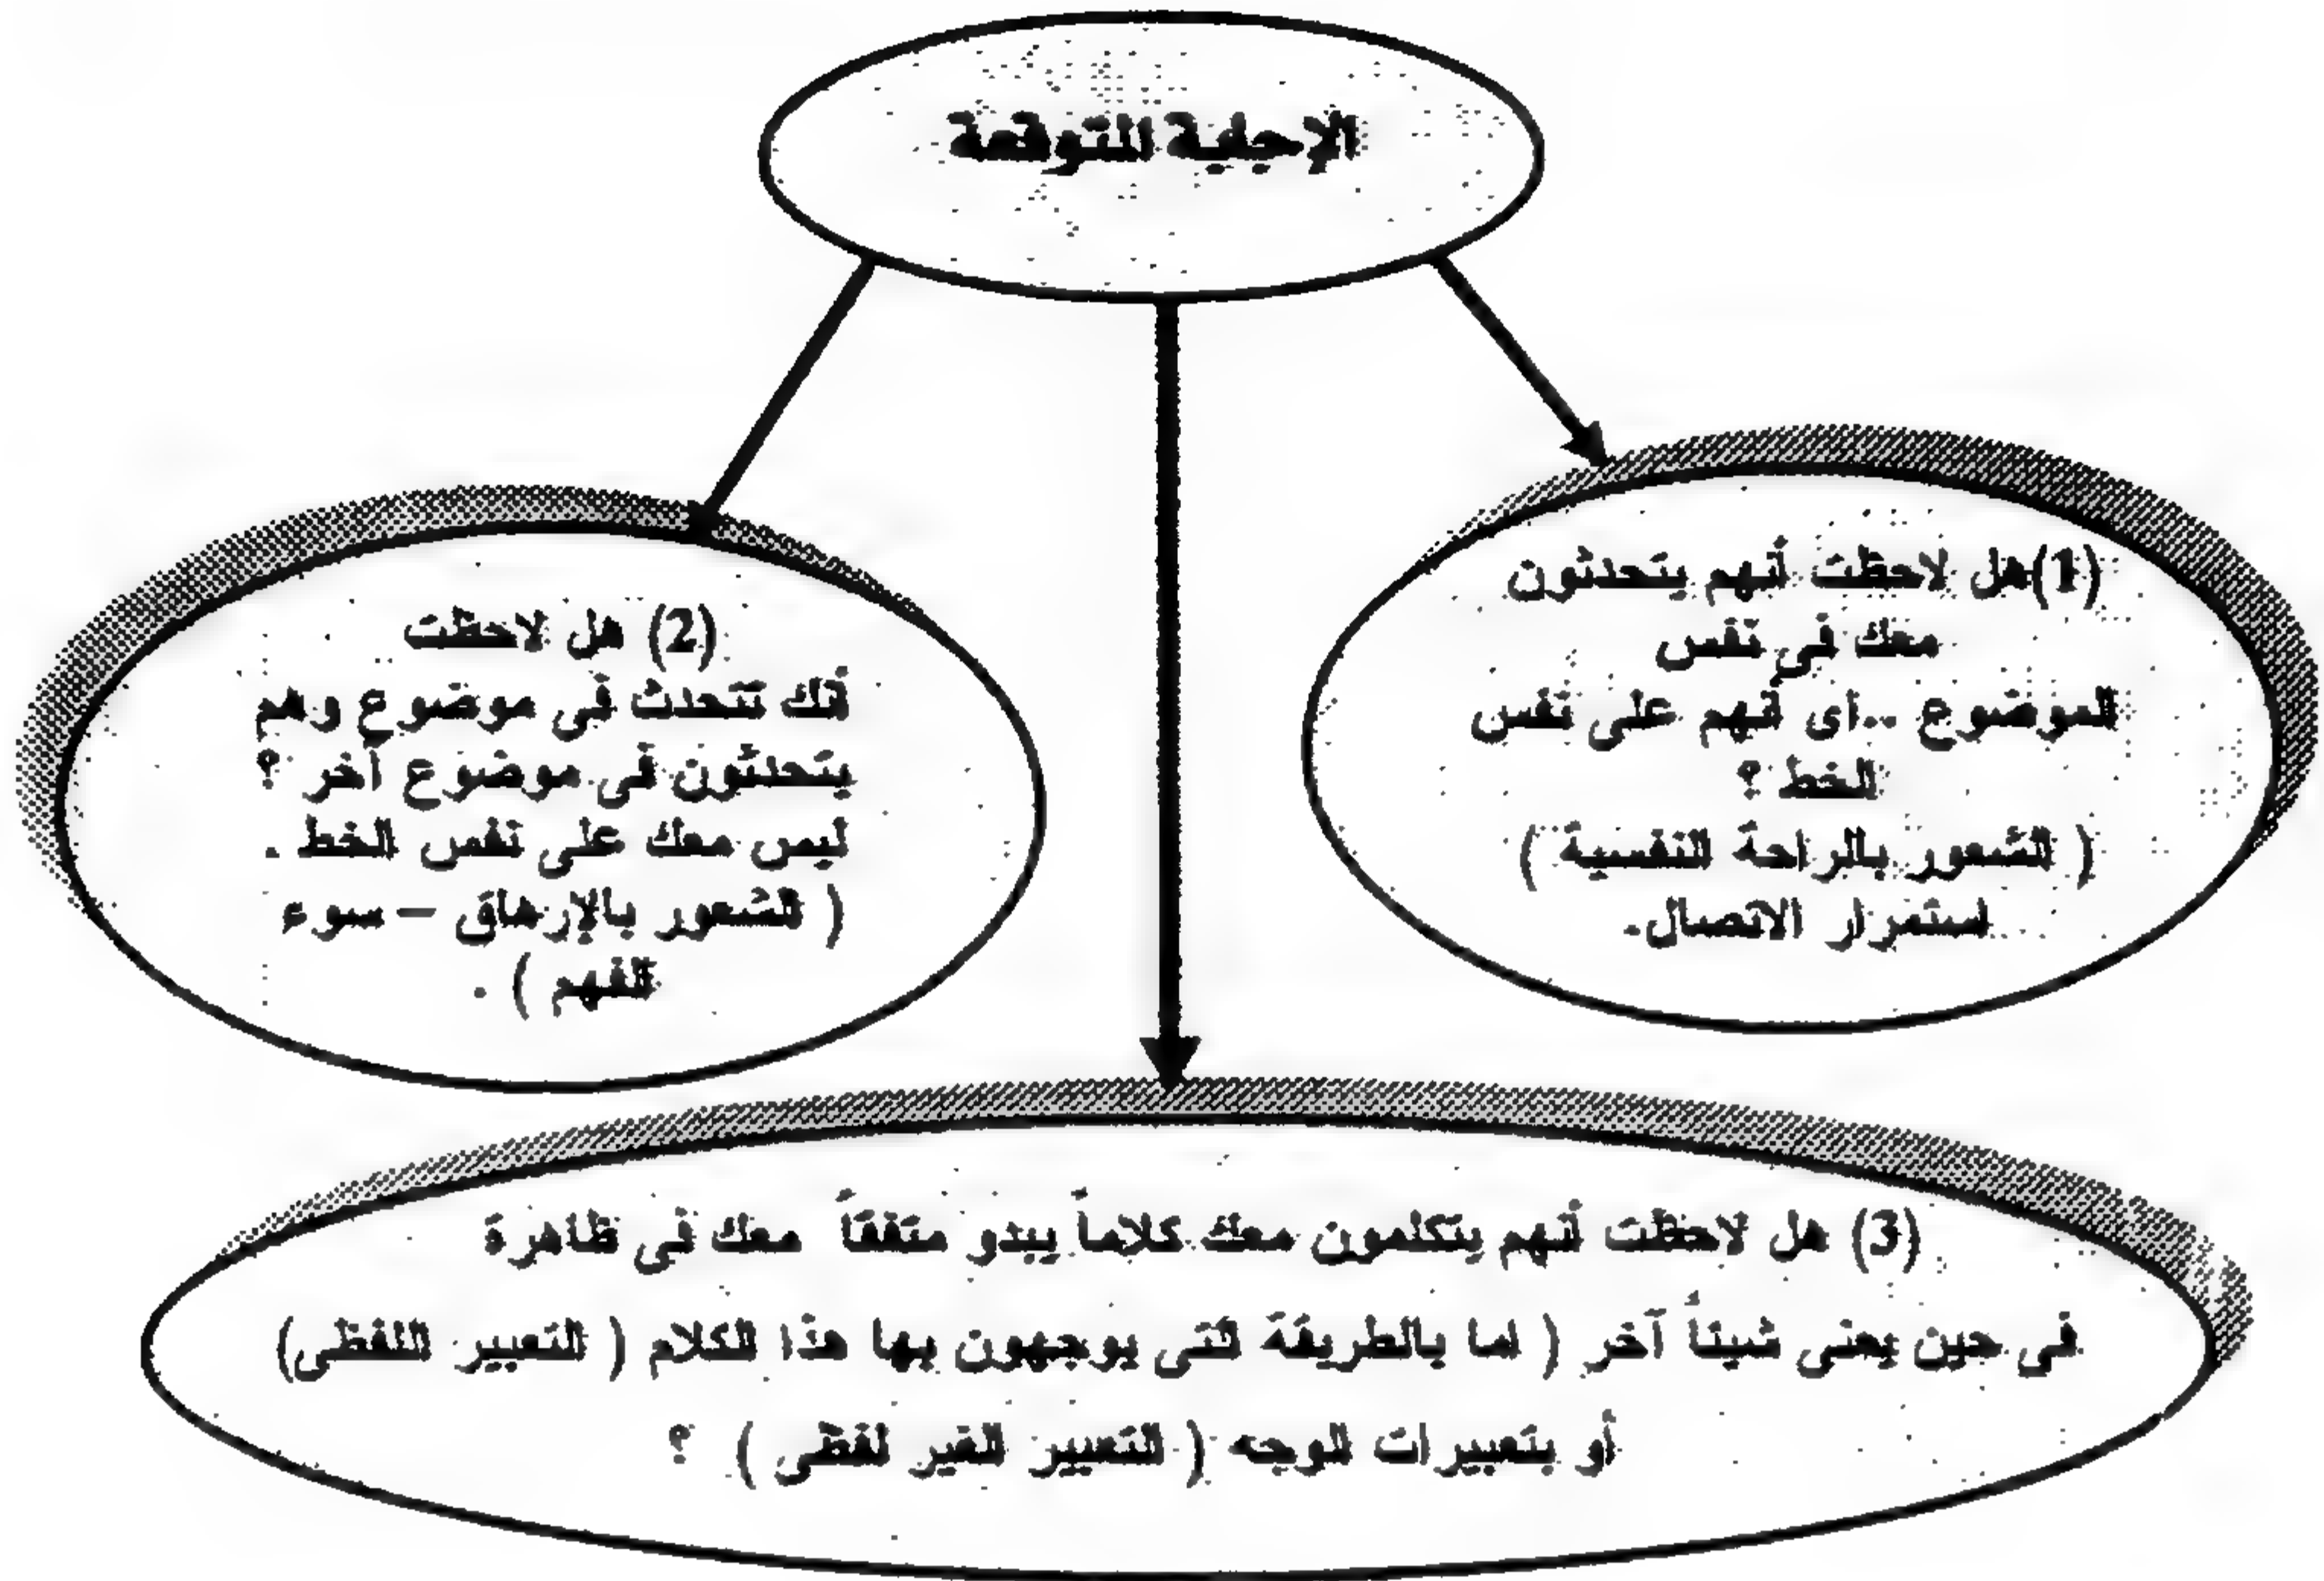 الإجابة المتوقعة
(1)هل لاحظت أنهم يتحدثون
معك فى نفس
الموضوع ..أى أنهم على نفس
الخط ؟
( الشعور بالراحة النفسية )
استمرار الاتصال.
(2) هل لاحظت
أنك تتحدث فى موضوع وهم
يتحدثون فى موضوع آخر ؟
ليس معك على نفس الخط .
( الشعور بالإرهاق – سوء
الفهم ) .
(3) هل لاحظت أنهم يتكلمون معك كلاماً يبدو متفقاً معك فى ظاهرة
فى حين يعنى شيئاً آخر ( اما بالطريقة التى يوجهون بها هذا الكلام ( التعبير اللفظى)
أو بتعبيرات الوجه ( التعبير الغير لفظى ) ؟